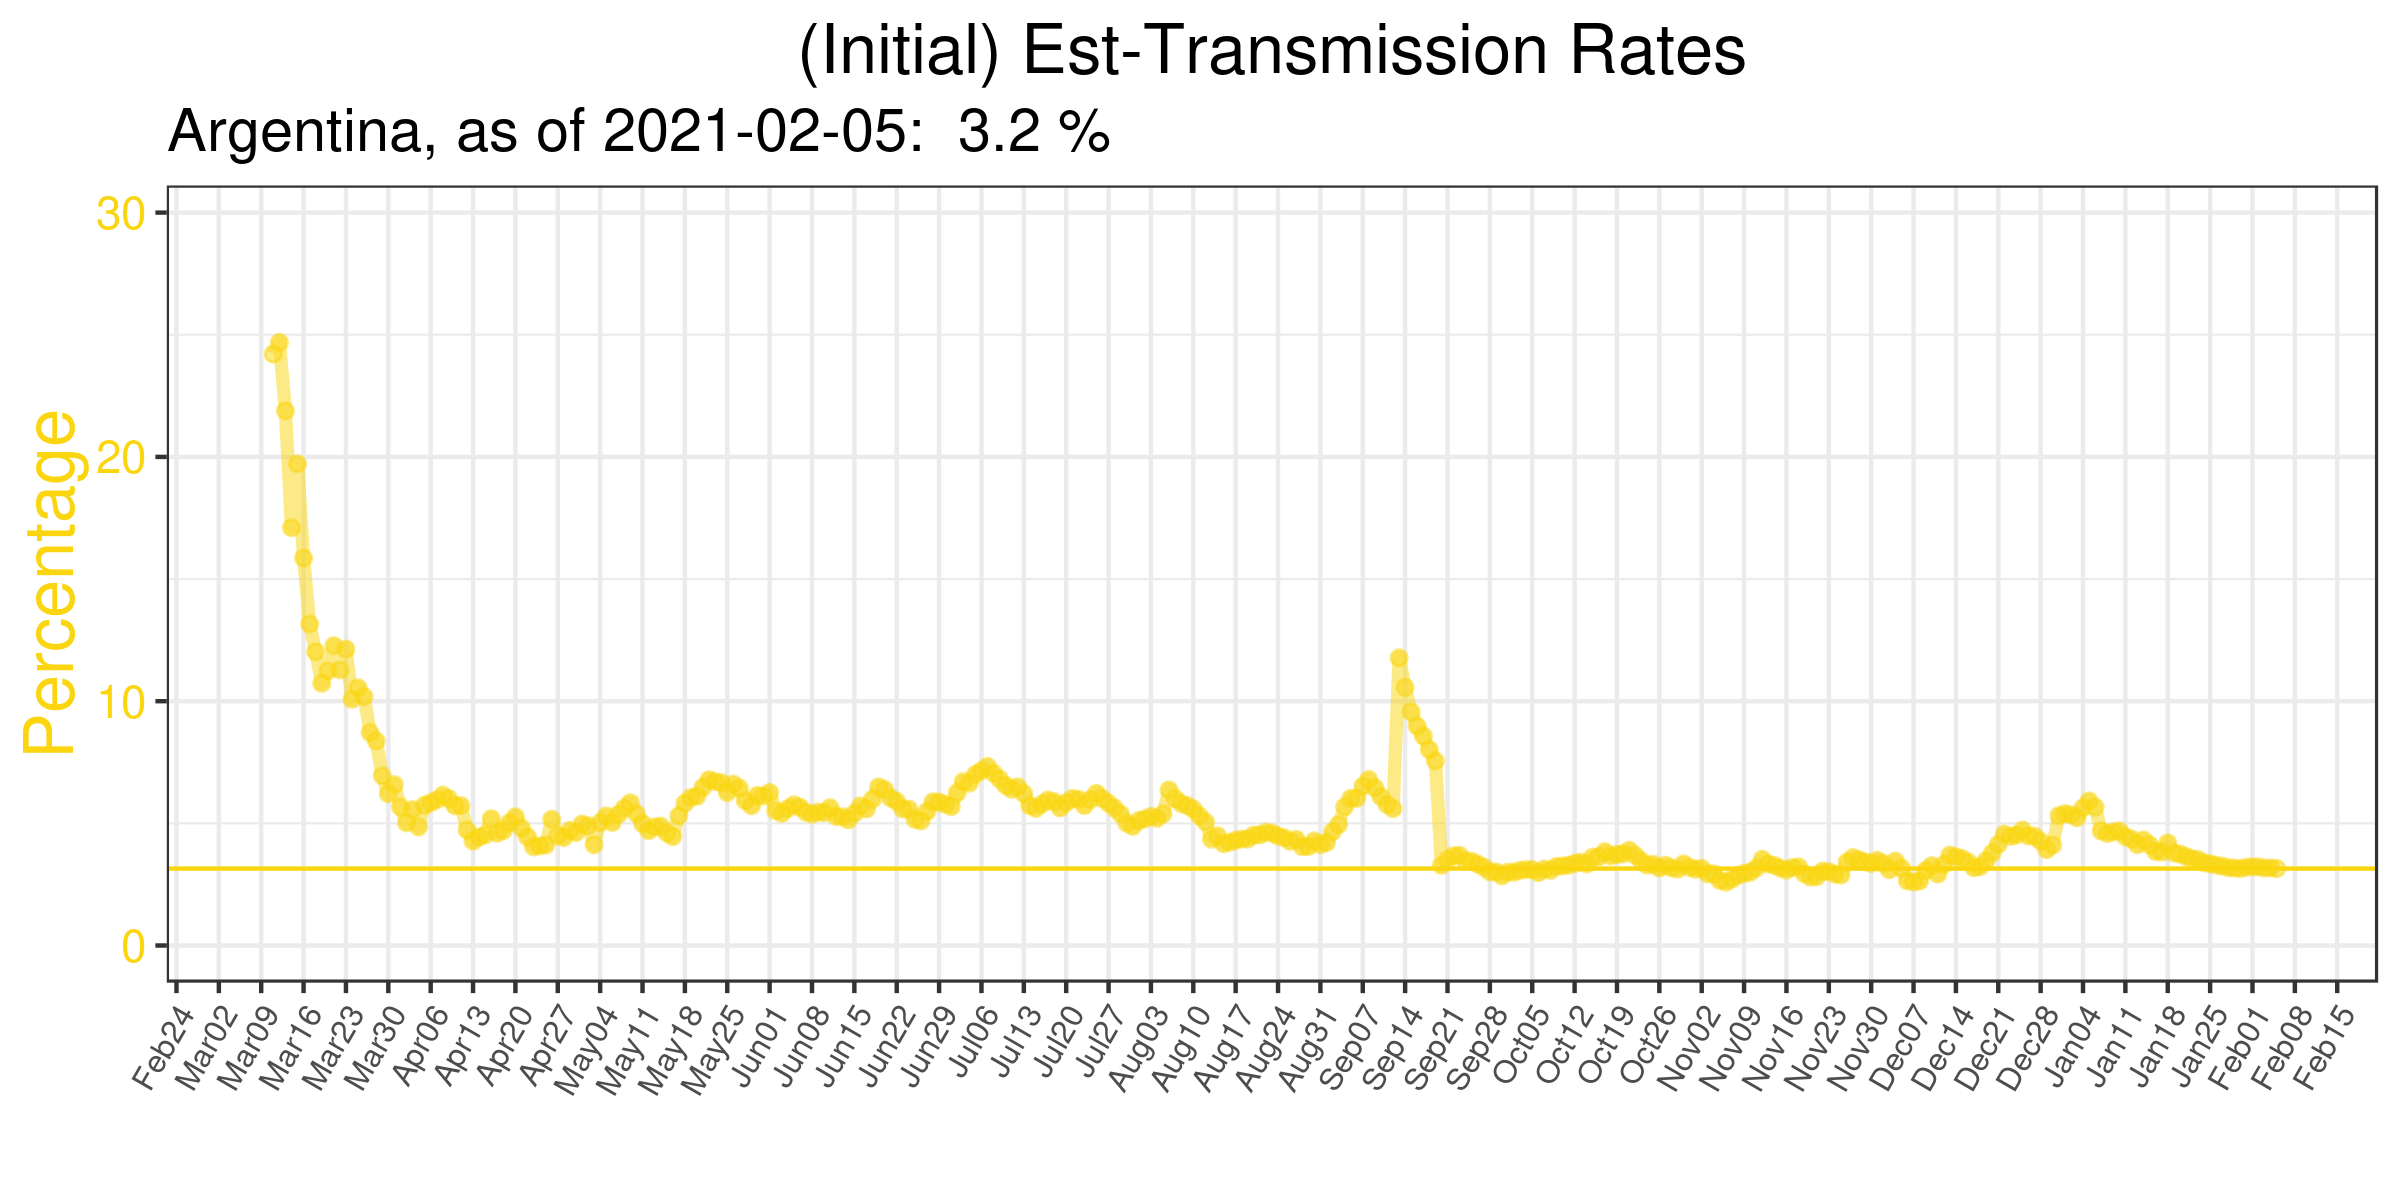 (Initial) Est-Transmission Rates
Argentina, as of 2021-02-05:  3.2 %
Percentage
30
20
10
0
Feb24
Mar02
Mar09
Mar16
Mar23
Mar30
Apr06
Apr13
Apr20
Apr27
May04
May11
May18
May25
Jun01
Jun08
Jun15
Jun22
Jun29
Jul06
Jul13
Jul20
Jul27
Aug03
Aug10
Aug17
Aug24
Aug31
Sep07
Sep14
Sep21
Sep28
Oct05
Oct12
Oct19
Oct26
Nov02
Nov09
Nov16
Nov23
Nov30
Dec07
Dec14
Dec21
Dec28
Jan04
Jan11
Jan18
Jan25
Feb01
Feb08
Feb15